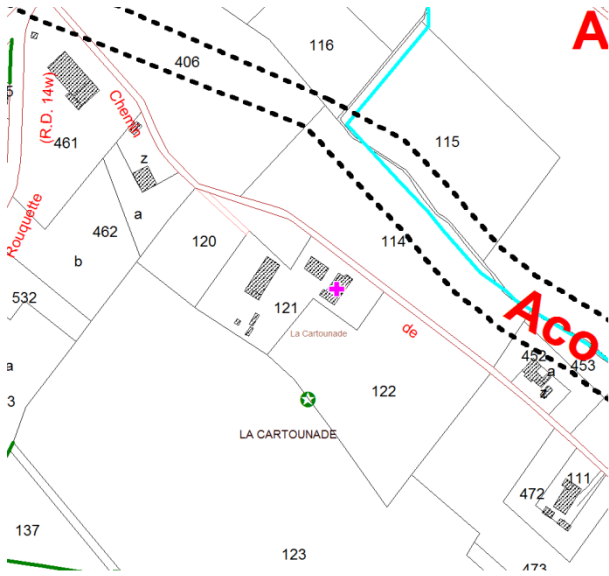 A
116
406
115
(R.D. 14w)
Chemin
461
z
a
462
b
Rouquette
120
114
532
121
La Cartounade
de
Aco
452
453
a
z
a
122
3
LA CARTOUNADE
111
472
137
123
473